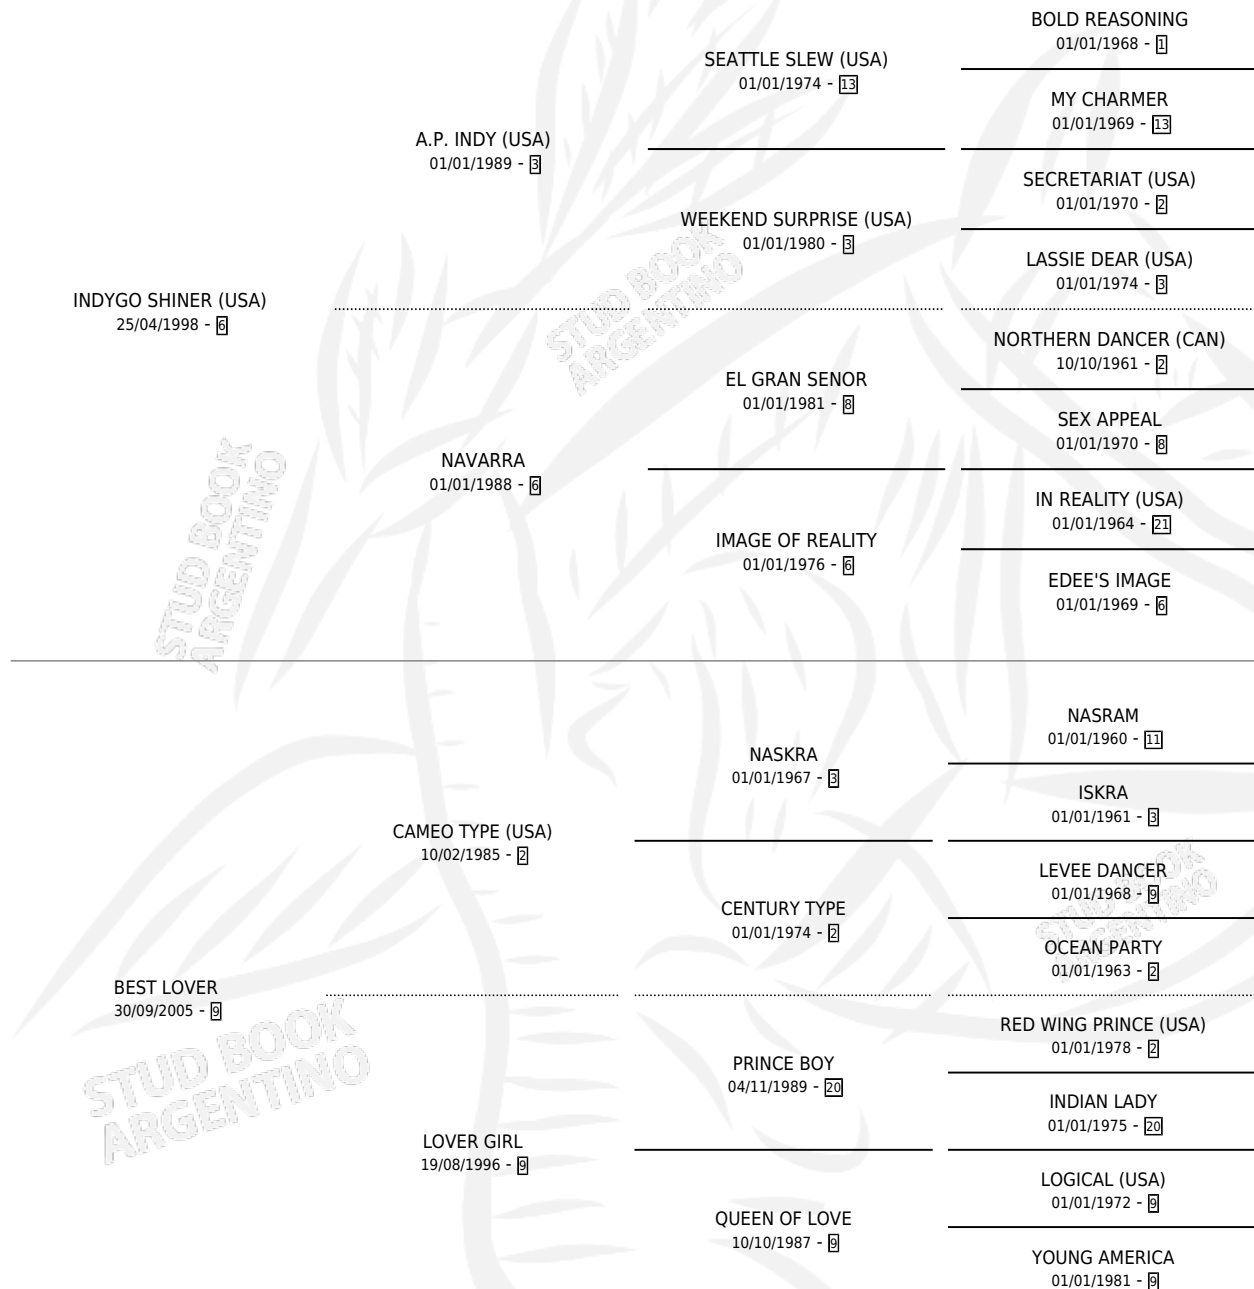 BOLD REASONING
01/01/1968 - 1
SEATTLE SLEW (USA)
01/01/1974 - 13
MY CHARMER
01/01/1969 - 13
A.P. INDY (USA)
01/01/1989 - 3
SECRETARIAT (USA)
01/01/1970 - 2
WEEKEND SURPRISE (USA)
01/01/1980 - 3
LASSIE DEAR (USA)
01/01/1974 - 3
INDYGO SHINER (USA)
25/04/1998 - 6
NORTHERN DANCER (CAN)
10/10/1961 - 2
EL GRAN SENOR
01/01/1981 - 8
SEX APPEAL
01/01/1970 - 8
NAVARRA
01/01/1988 - 6
IN REALITY (USA)
01/01/1964 - 21
IMAGE OF REALITY
01/01/1976 - 6
EDEE'S IMAGE
01/01/1969 - 6
NASRAM
01/01/1960 - 11
NASKRA
01/01/1967 - 3
ISKRA
01/01/1961 - 3
CAMEO TYPE (USA)
10/02/1985 - 2
LEVEE DANCER
01/01/1968 - 9
CENTURY TYPE
01/01/1974 - 2
OCEAN PARTY
01/01/1963 - 2
BEST LOVER
30/09/2005 - 9
RED WING PRINCE (USA)
01/01/1978 - 2
PRINCE BOY
04/11/1989 - 20
INDIAN LADY
01/01/1975 - 20
LOVER GIRL
19/08/1996 - 9
LOGICAL (USA)
01/01/1972 - 9
QUEEN OF LOVE
10/10/1987 - 9
YOUNG AMERICA
01/01/1981 - 9
STUD BOOK
ARGENTINO
STUD BOOK
ARGENTINO
STUD BOOK
ARGENTINO
STUD BOOK
ARGENTINO